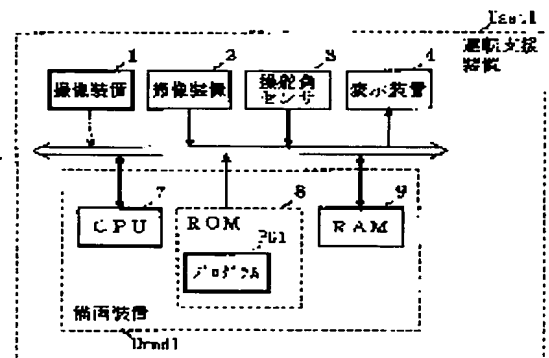 運転支援
装置
1
2
3
4
撮像装置
撮像装置
操舵角
センサ
表示装置
7
8
9
CPU
ROM
RAM
PG1
プログラム
描画装置